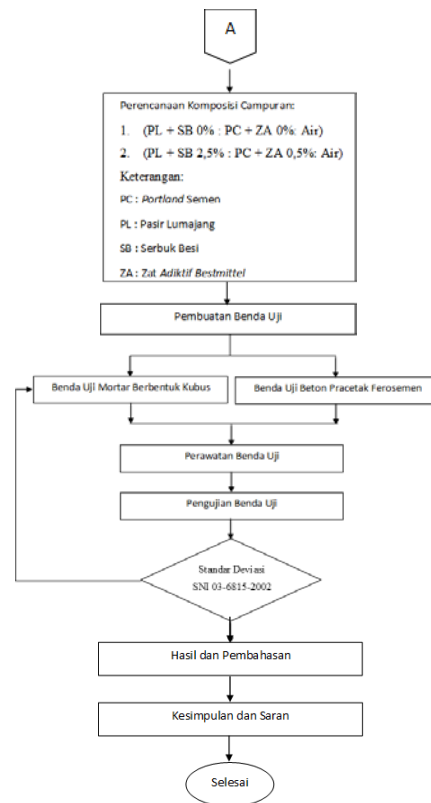 A
Perencanaan Komposisi Campuran:
1. (PL + SB 0% : PC + ZA 0%: Air)
2. (PL + SB 2,5% : PC + ZA 0,5%: Air)
Keterangan:
PC : Portland Semen
PL : Pasir Lumajang
SB : Serbuk Besi
ZA : Zat Adiktif Bestmittel
Pembuatan Benda Uji
Benda Uji Mortar Berbentuk Kubus
Benda Uji Beton Pracetak Ferosemen
Perawatan Benda Uji
Pengujian Benda Uji
Standar Deviasi
SNI 03-6815-2002
Hasil dan Pembahasan
Kesimpulan dan Saran
Selesai